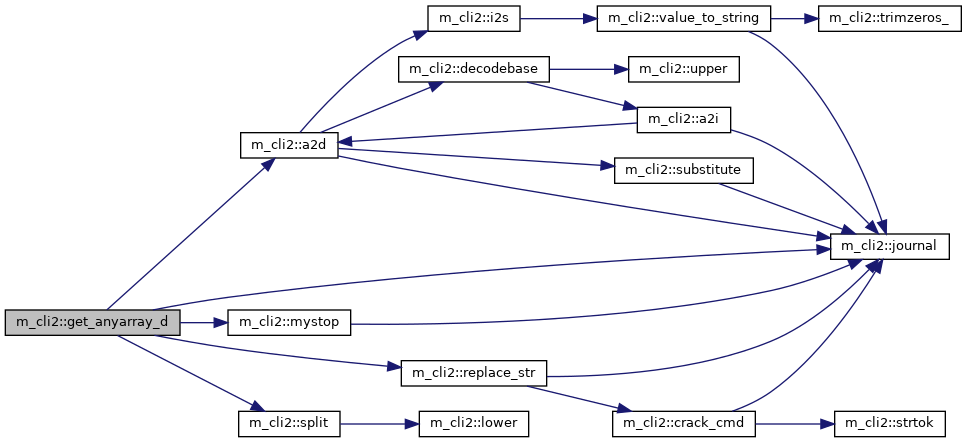 m_cli2::i2s
m_cli2::value_to_string
m_cli2::trimzeros_
m_cli2::decodebase
m_cli2::upper
m_cli2::a2i
m_cli2::a2d
m_cli2::substitute
m_cli2::journal
m_cli2::get_anyarray_d
m_cli2::mystop
m_cli2::replace_str
m_cli2::split
m_cli2::lower
m_cli2::crack_cmd
m_cli2::strtok